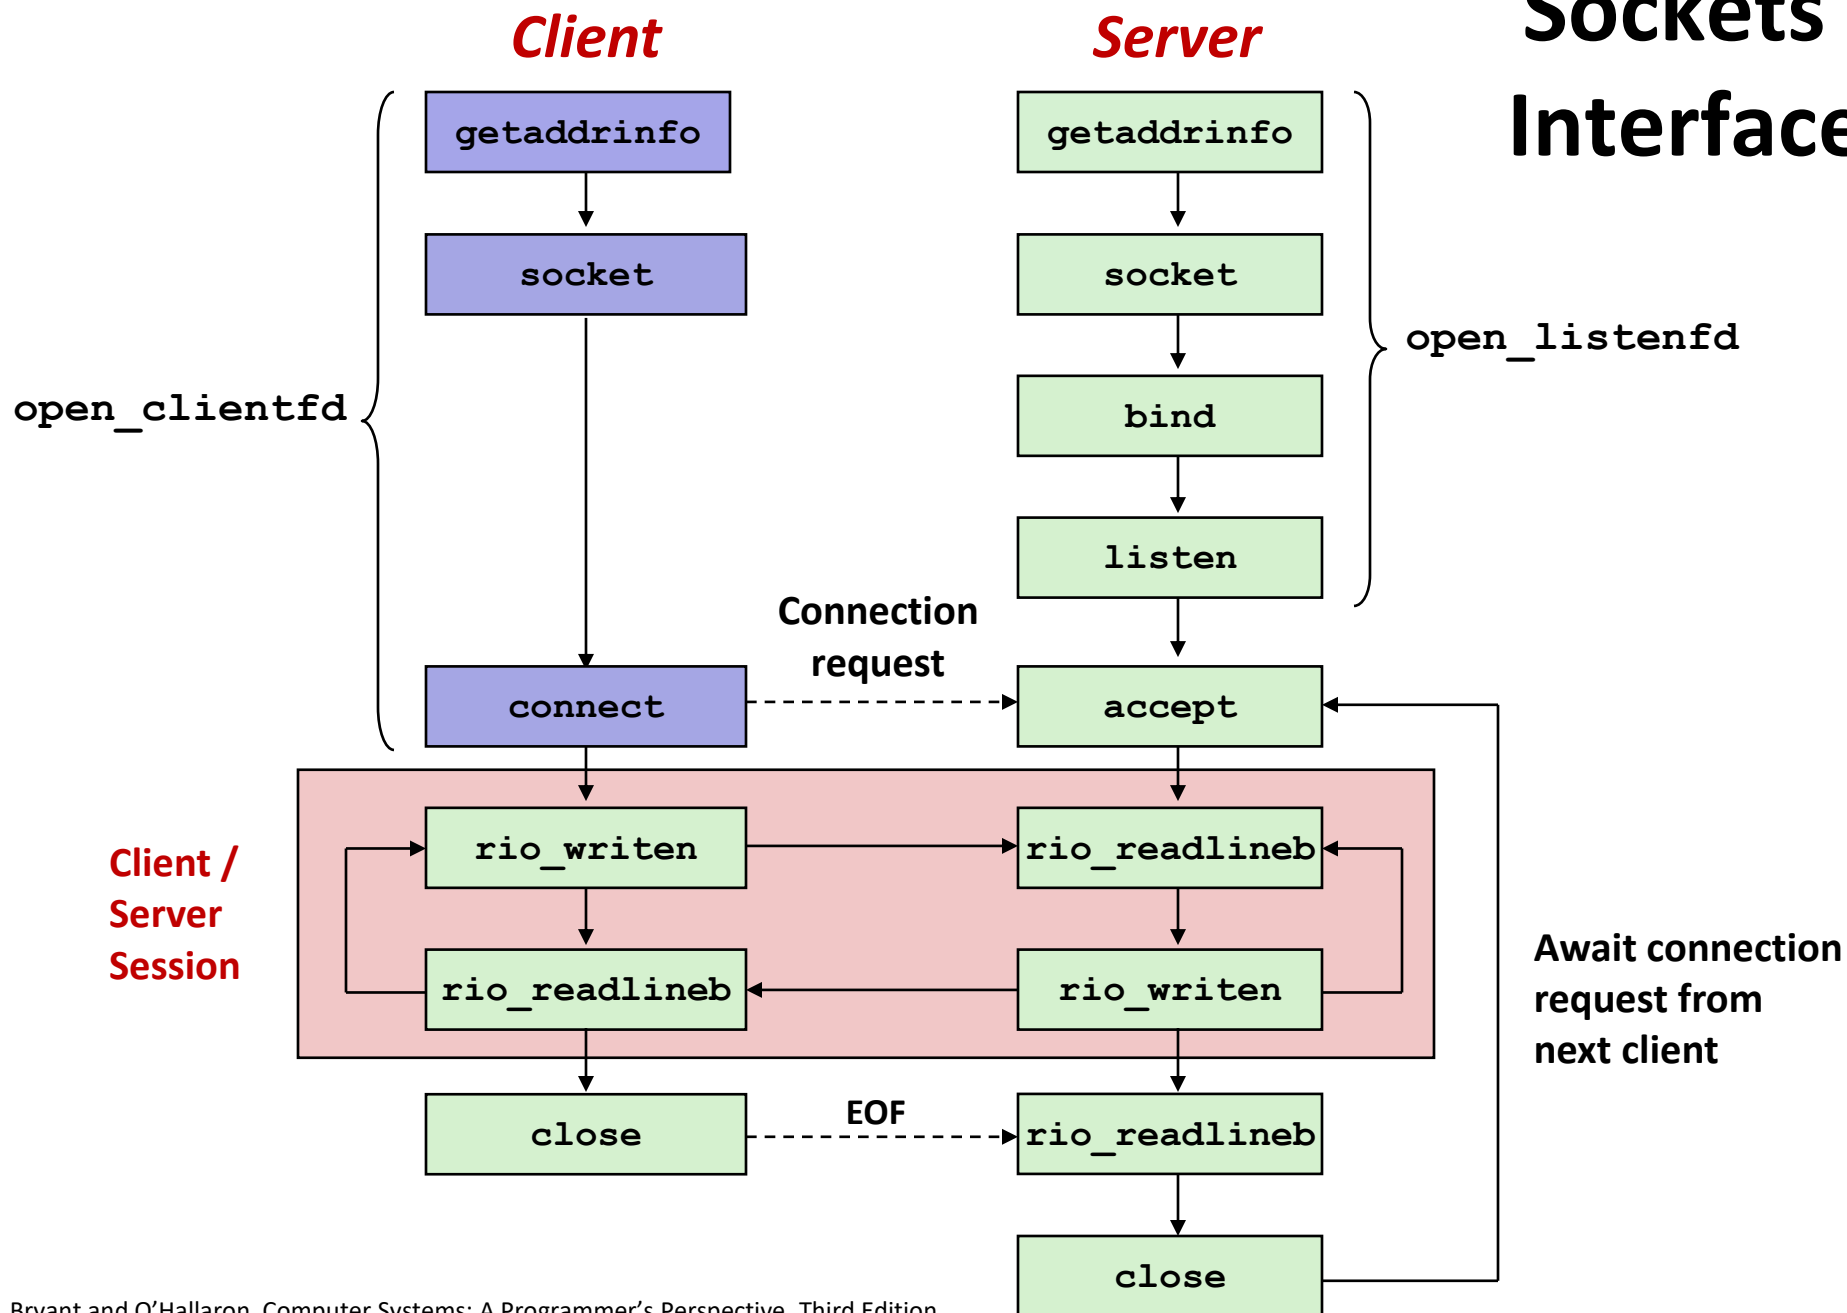 Sockets
Interface
Client
Server
getaddrinfo
getaddrinfo
socket
socket
open_listenfd
open_clientfd
bind
listen
Connection
request
connect
accept
Client /
Server
Session
rio_writen
rio_readlineb
rio_readlineb
rio_writen
Await connection
request from
next client
close
EOF
rio_readlineb
close
Bryant and O'Hallaron, Computer Systems: A Programmer's Perspective, Third Edition